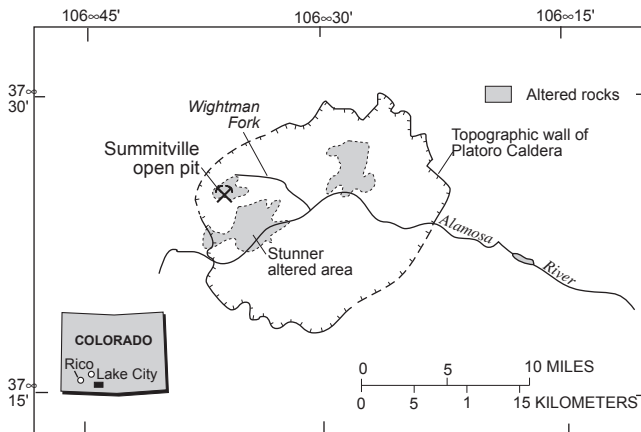 106∞45'
106∞30'
106∞15'
37∞
30'
Wightman
Fork
Altered rocks
Summitville
open pit
Topographic wall of
Platoro Caldera
Alamosa
River
Stunner
altered area
COLORADO
Rico
Lake City
37∞
15'
0 5 10 MILES
0 5 1 15 KILOMETERS